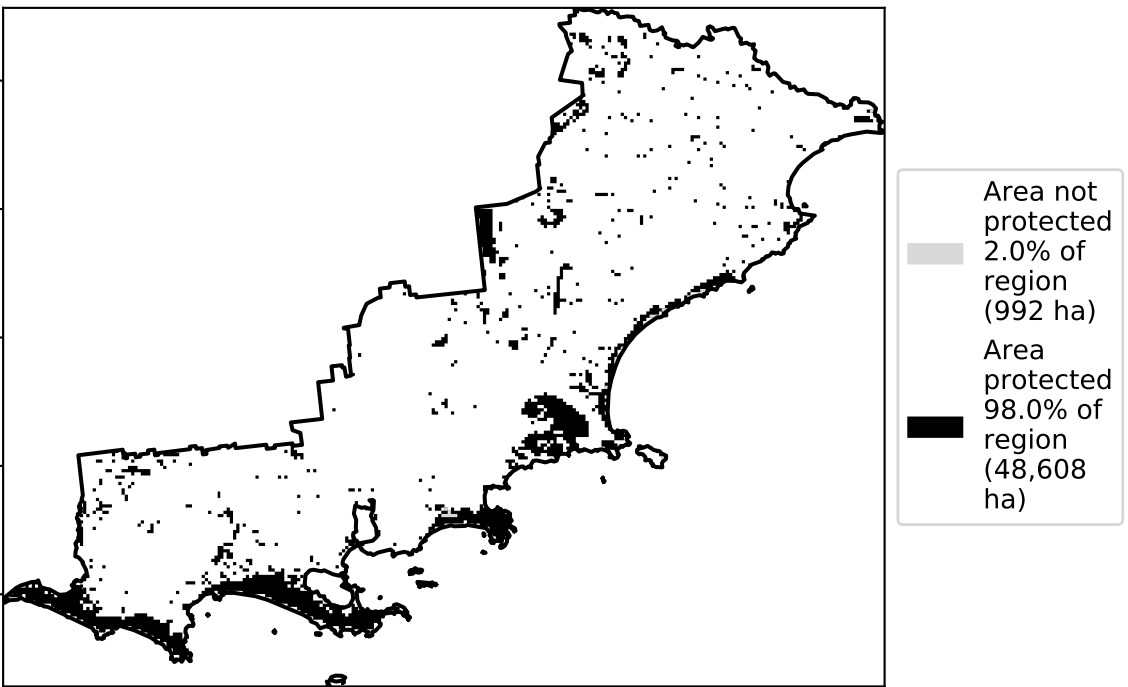 Area not
protected
2.0% of
region
(992 ha)
Area
protected
98.0% of
region
(48,608
ha)